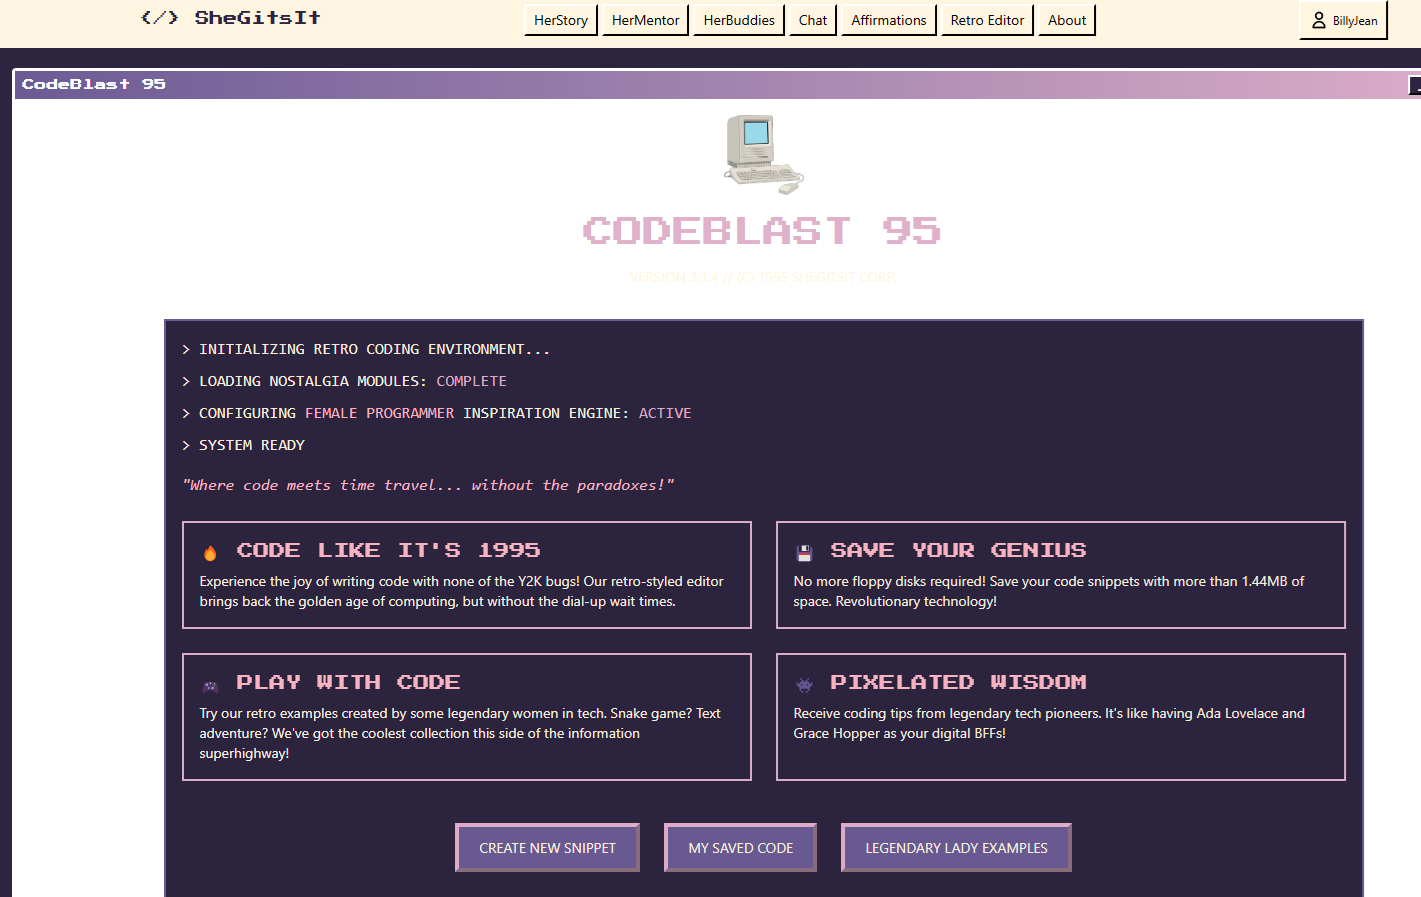 </> SheGitsIt
HerStory HerMentor HerBuddies Chat Affirmations Retro Editor About
BillyJean
CodeBlast 95
CODEBLAST 95
VERSION 3.1.4 // (C) 1995 SHEGITSIT CORP.
> INITIALIZING RETRO CODING ENVIRONMENT...
> LOADING NOSTALGIA MODULES: COMPLETE
> CONFIGURING FEMALE PROGRAMMER INSPIRATION ENGINE: ACTIVE
> SYSTEM READY
"Where code meets time travel... without the paradoxes!"
CODE LIKE IT'S 1995
Experience the joy of writing code with none of the Y2K bugs! Our retro-styled editor
brings back the golden age of computing, but without the dial-up wait times.
SAVE YOUR GENIUS
No more floppy disks required! Save your code snippets with more than 1.44MB of
space. Revolutionary technology!
PLAY WITH CODE
Try our retro examples created by some legendary women in tech. Snake game? Text
adventure? We've got the coolest collection this side of the information
superhighway!
PIXELATED WISDOM
Receive coding tips from legendary tech pioneers. It's like having Ada Lovelace and
Grace Hopper as your digital BFFs!
CREATE NEW SNIPPET
MY SAVED CODE
LEGENDARY LADY EXAMPLES